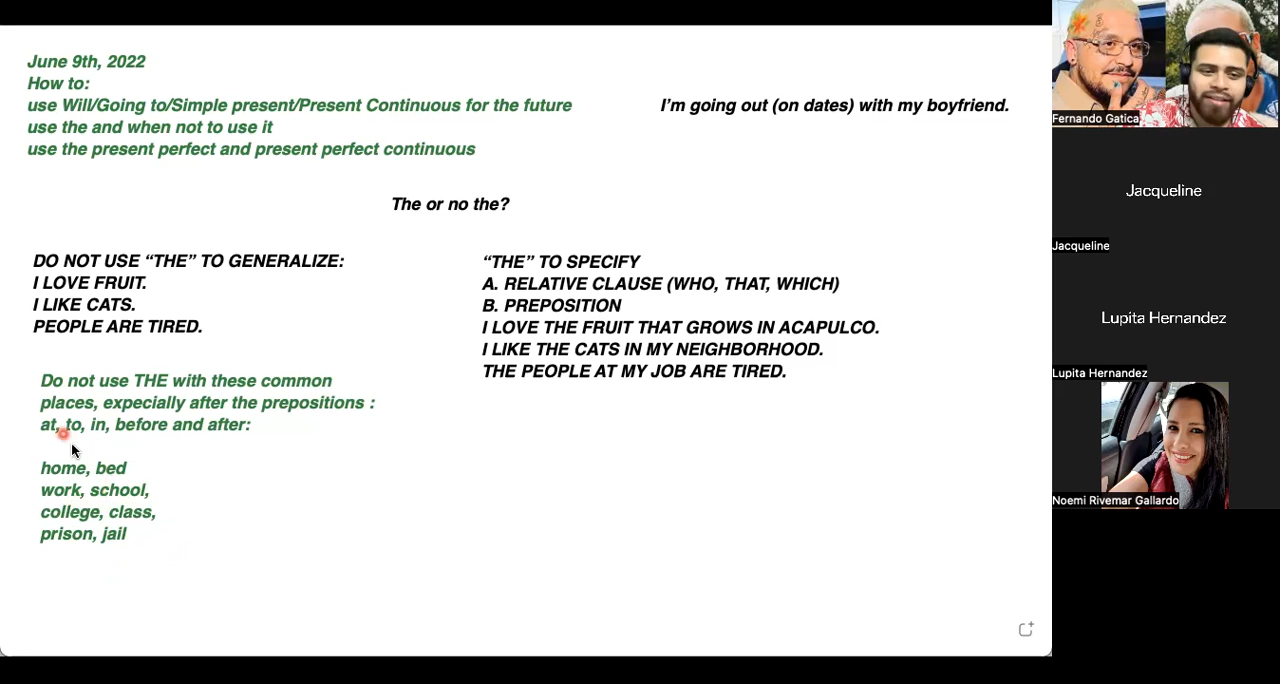 June 9th, 2022
How to:
use Will/Going to/Simple present/Present Continuous for the future
use the and when not to use it
use the present perfect and present perfect continuous
I'm going out (on dates) with my boyfriend.
The or no the?
DO NOT USE “THE” TO GENERALIZE:
I LOVE FRUIT.
I LIKE CATS.
PEOPLE ARE TIRED.
“THE” TO SPECIFY
A. RELATIVE CLAUSE (WHO, THAT, WHICH)
B. PREPOSITION
I LOVE THE FRUIT THAT GROWS IN ACAPULCO.
I LIKE THE CATS IN MY NEIGHBORHOOD.
THE PEOPLE AT MY JOB ARE TIRED.
Do not use THE with these common
places, expecially after the prepositions :
at, to, in, before and after:
home, bed
work, school,
college, class,
prison, jail
Fernando Gatica
Jacqueline
Jacqueline
Lupita Hernandez
Lupita Hernandez
Noemi Rivemar Gallardo